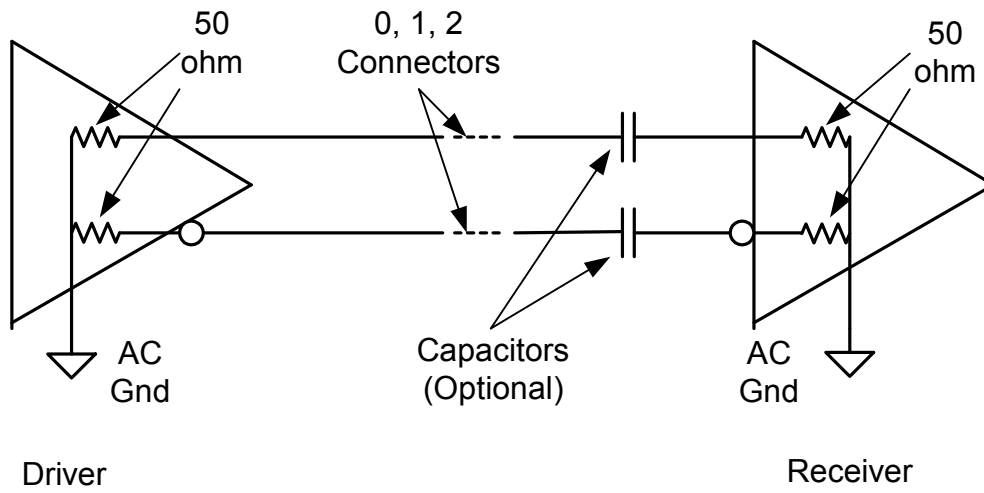 50
ohm
0, 1, 2
Connectors
50
ohm
AC
Gnd
Capacitors
(Optional)
AC
Gnd
Driver
Receiver